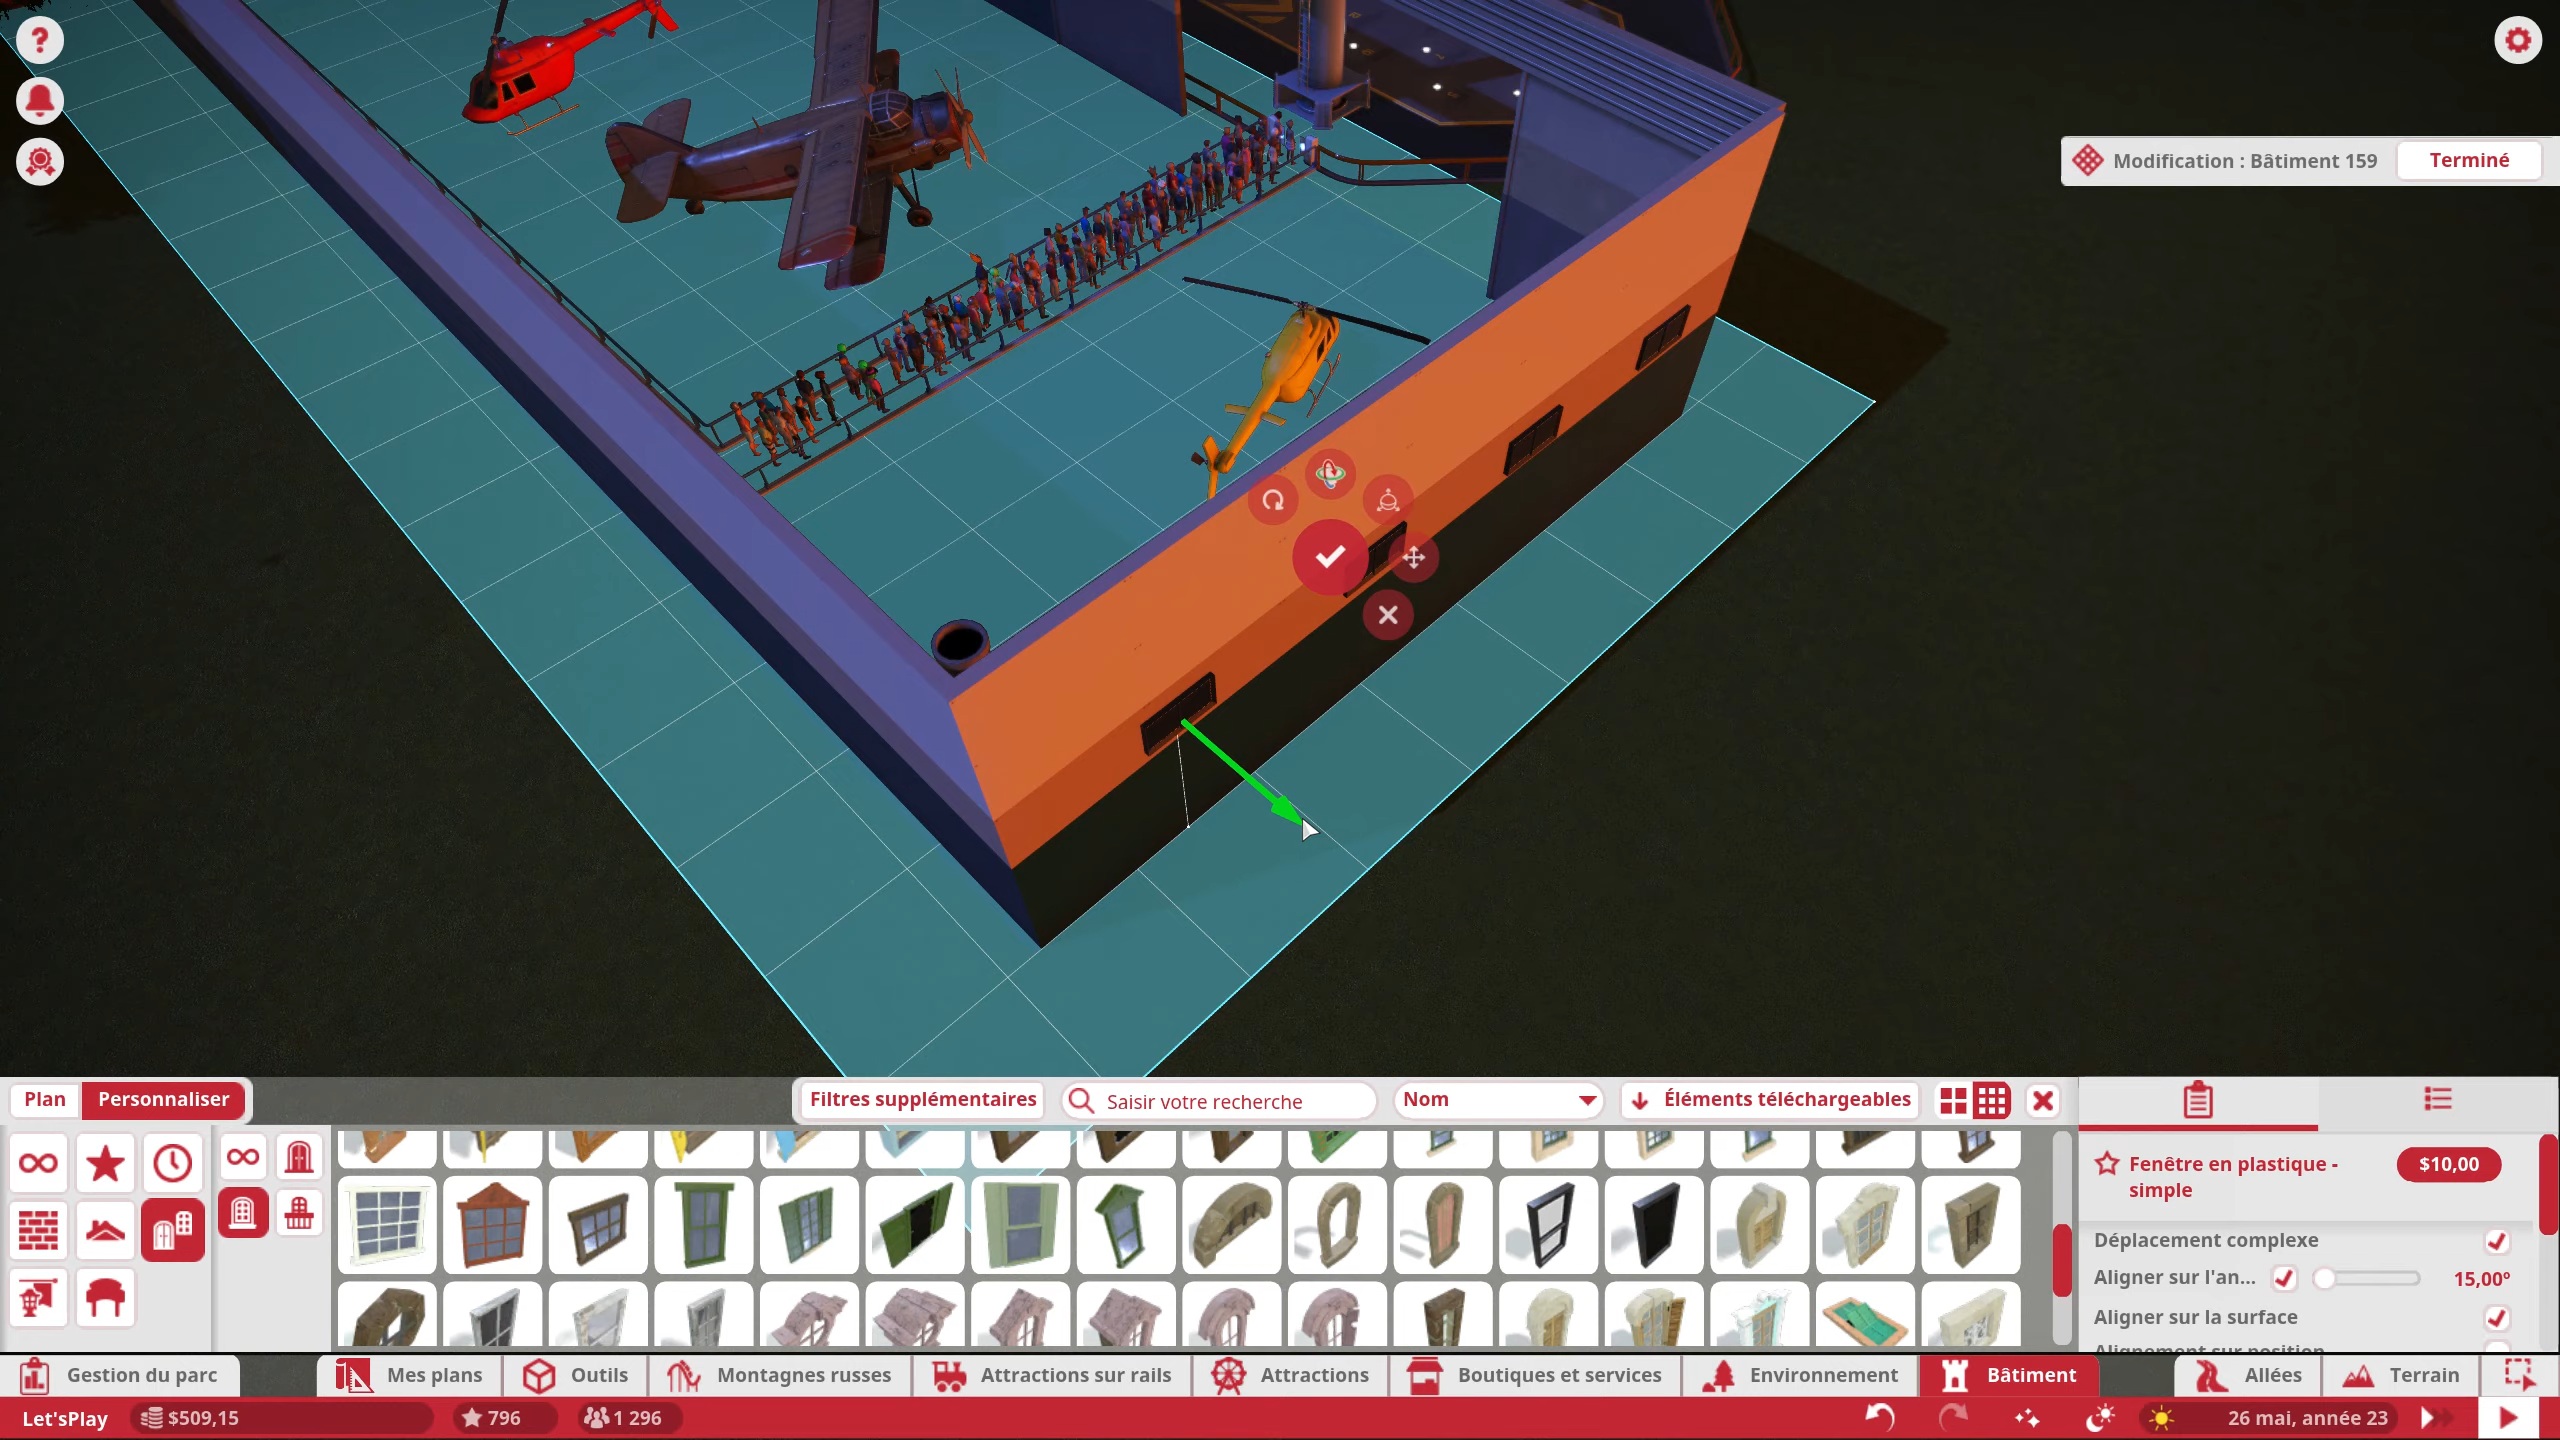 ?
Modification : Bâtiment 159
Terminé
Plan
Personnaliser
Filtres supplémentaires
Saisir votre recherche
Nom
Éléments téléchargeables
Fenêtre en plastique - simple
$10,00
Déplacement complexe
Aligner sur l'an...
15,00°
Aligner sur la surface
Alignement sur position
Gestion du parc
Mes plans
Outils
Montagnes russes
Attractions sur rails
Attractions
Boutiques et services
Environnement
Bâtiment
Allées
Terrain
Let'sPlay
$509,15
796
1 296
26 mai, année 23